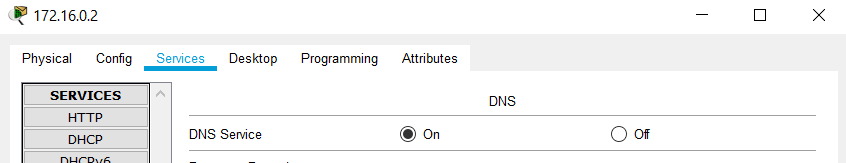 172.16.0.2
Physical Config Services Desktop Programming Attributes
SERVICES
DNS
HTTP
DNS Service On Off
DHCP
DHCPv6